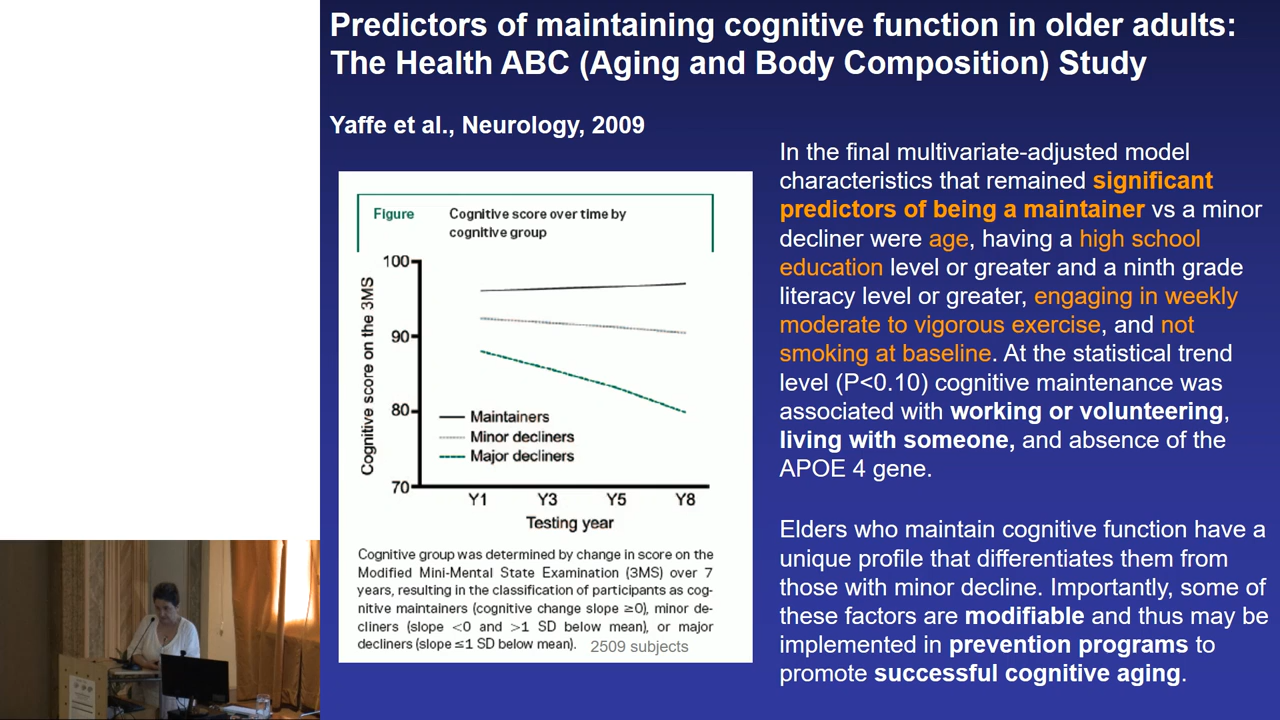 Predictors of maintaining cognitive function in older adults:
The Health ABC (Aging and Body Composition) Study
Yaffe et al., Neurology, 2009
Figure
Cognitive score over time by
cognitive group
Cognitive score on the 3MS
100
90
80
70
Maintainers
Minor decliners
Major decliners
Y1 Y3 Y5 Y8
Testing year
Cognitive group was determined by change in score on the
Modified Mini-Mental State Examination (3MS) over 7
years, resulting in the classification of participants as cog-
nitive maintainers (cognitive change slope ≥0), minor de-
cliners (slope <0 and >1 SD below mean), or major
decliners (slope ≤1 SD below mean).
2509 subjects
In the final multivariate-adjusted model
characteristics that remained significant
predictors of being a maintainer vs a minor
decliner were age, having a high school
education level or greater and a ninth grade
literacy level or greater, engaging in weekly
moderate to vigorous exercise, and not
smoking at baseline. At the statistical trend
level (P<0.10) cognitive maintenance was
associated with working or volunteering,
living with someone, and absence of the
APOE 4 gene.
Elders who maintain cognitive function have a
unique profile that differentiates them from
those with minor decline. Importantly, some of
these factors are modifiable and thus may be
implemented in prevention programs to
promote successful cognitive aging.